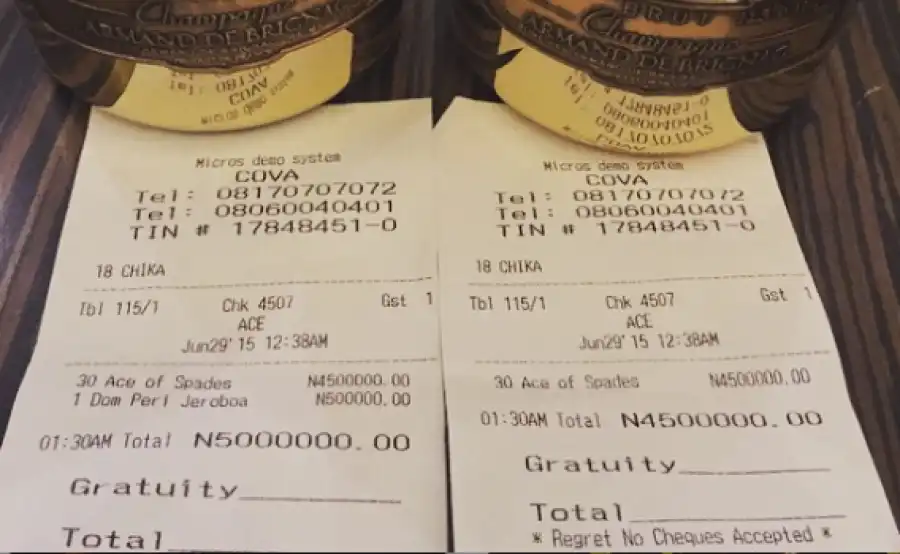 Champagne
ARMAND DE BRIGNAC
BRUT
Champagne
ARMAND DE BRIGNAC
Micros demo system
COVA
Tel: 08170707072
Tel: 08060040401
TIN # 17848451-0
18 CHIKA
Tbl 115/1 Chk 4507 Gst 1
ACE
Jun29'15 12:38AM
30 Ace of Spades N4500000.00
1 Dom Peri Jeroboa N500000.00
01:30AM Total N5000000.00
Gratuity
Total
Micros demo system
COVA
Tel: 08170707072
Tel: 08060040401
TIN # 17848451-0
18 CHIKA
Tbl 115/1 Chk 4507 Gst 1
ACE
Jun29'15 12:38AM
30 Ace of Spades N4500000.00
01:30AM Total N4500000.00
Gratuity
Total
* Regret No Cheques Accepted *